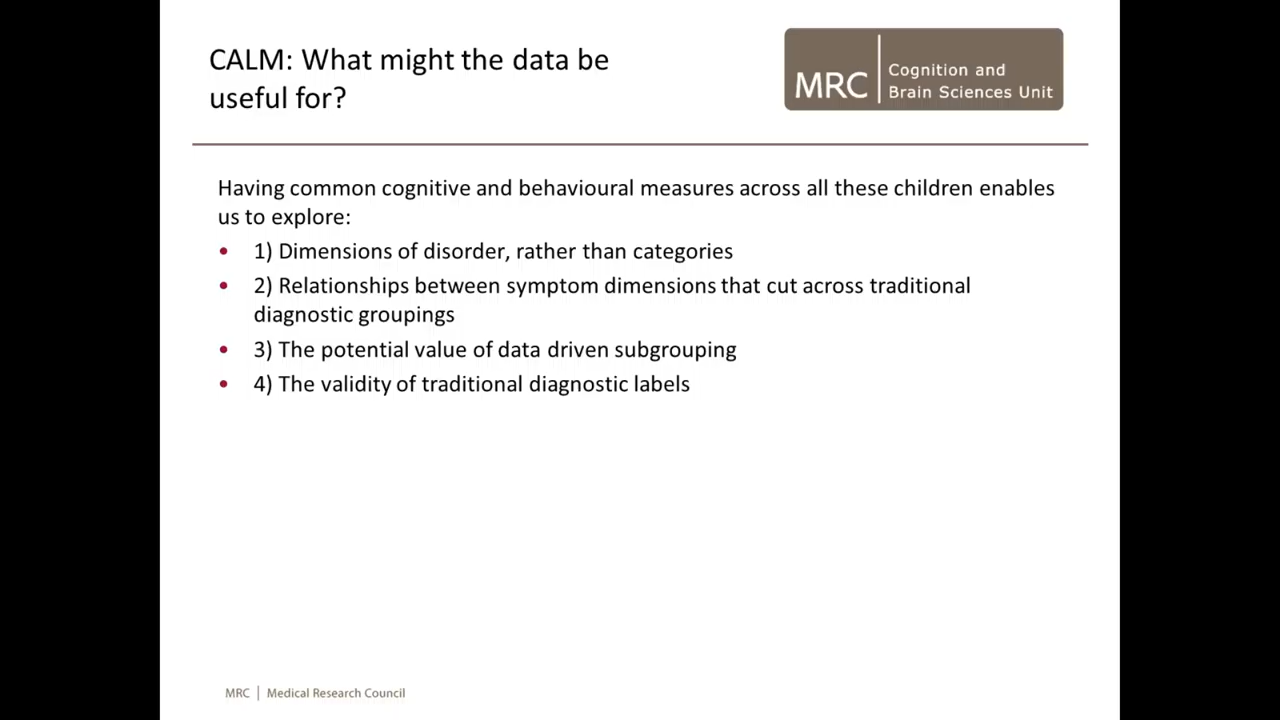 CALM: What might the data be
useful for?
MRC | Cognition and
Brain Sciences Unit
Having common cognitive and behavioural measures across all these children enables
us to explore:
• 1) Dimensions of disorder, rather than categories
• 2) Relationships between symptom dimensions that cut across traditional
diagnostic groupings
• 3) The potential value of data driven subgrouping
• 4) The validity of traditional diagnostic labels
MRC | Medical Research Council